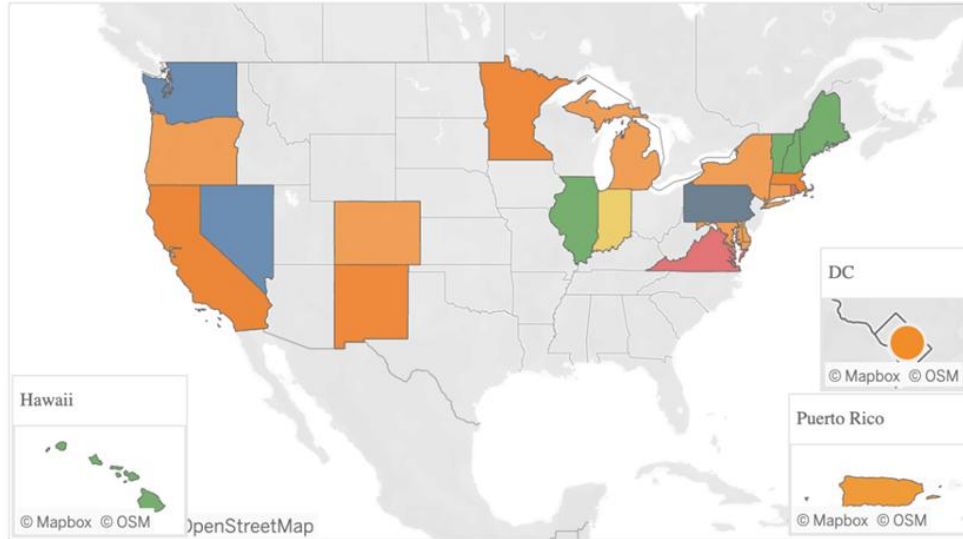 DC
© Mapbox © OSM
Hawaii
Puerto Rico
© Mapbox © OSM
OpenStreetMap
© Mapbox © OSM